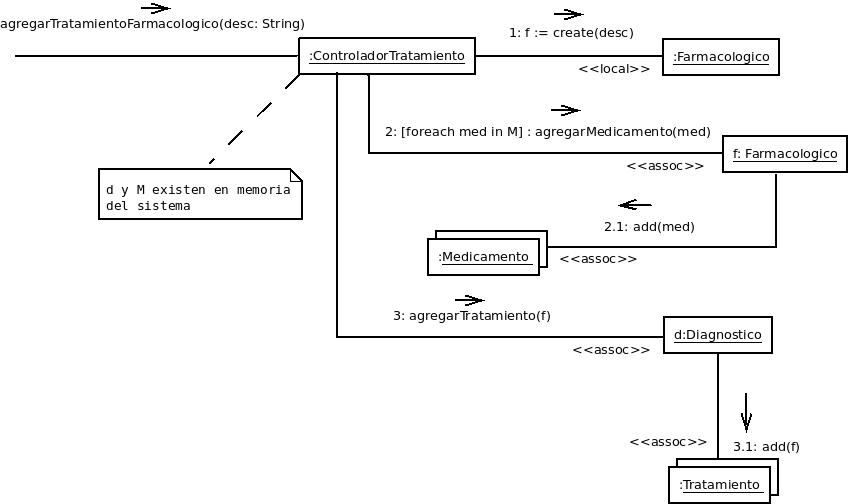 agregarTratamientoFarmacologico(desc: String)
1: f := create(desc)
:ControladorTratamiento
:Farmacologico
<<local>>
2: [foreach med in M] : agregarMedicamento(med)
f: Farmacologico
<<assoc>>
d y M existen en memoria
del sistema
2.1: add(med)
:Medicamento
<<assoc>>
3: agregarTratamiento(f)
d:Diagnostico
<<assoc>>
<<assoc>>
3.1: add(f)
:Tratamiento